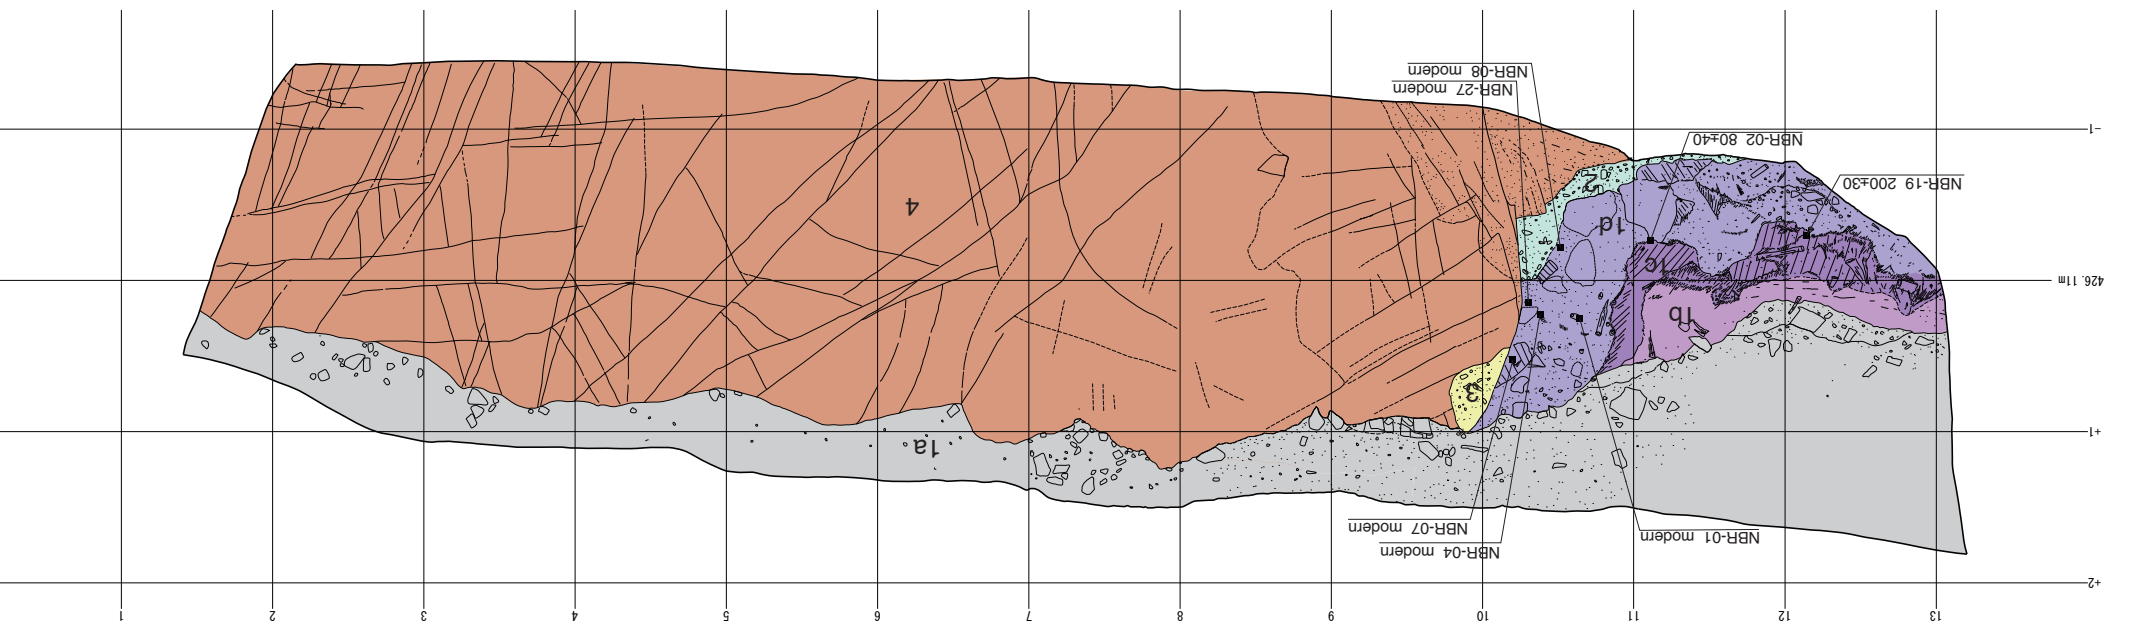 13 12 11 10 9 8 7 6 5 4 3 2 1
+2
NBR-04 modern
NBR-01 modern
NBR-07 modern
1a
+1
3
1b
426.11m
1c
1d
4
2
NBR-19 200±30
NBR-02 80±40
-1
NBR-27 modern
NBR-08 modern